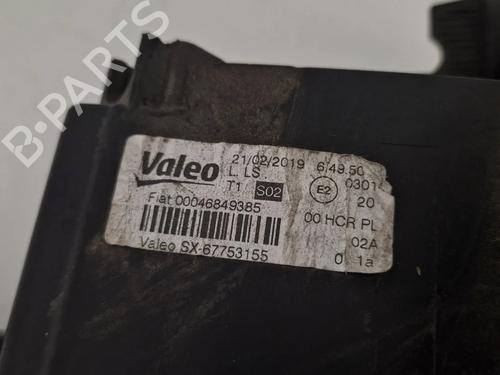 B-PARTS
Valeo 21/02/2019 6/49.50
L, LS 0301
T1 S02 E2 20
Fiat 00046849385 00 HCR PL
02A
Valeo SX-67753155 0 1a